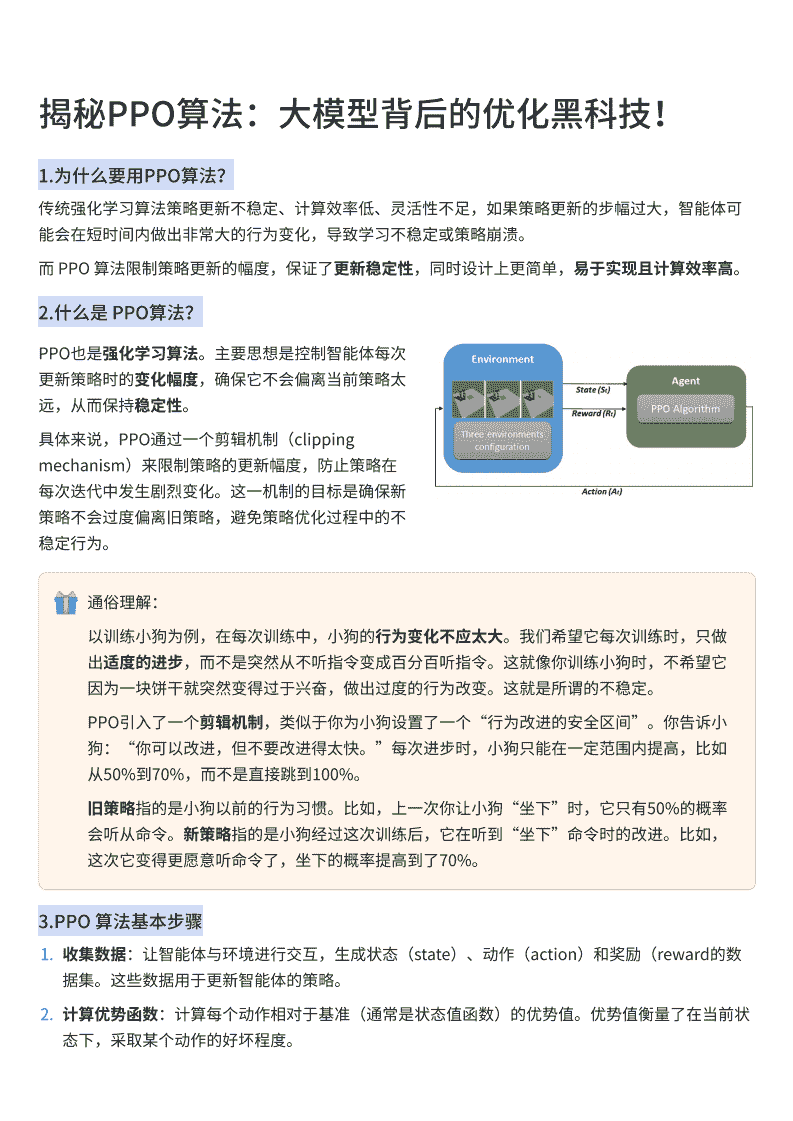 揭秘PPO算法：大模型背后的优化黑科技！
1.为什么要用PPO算法？
传统强化学习算法策略更新不稳定、计算效率低、灵活性不足，如果策略更新的步幅过大，智能体可
能会在短时间内做出非常大的行为变化，导致学习不稳定或策略崩溃。
而 PPO 算法限制策略更新的幅度，保证了更新稳定性，同时设计上更简单，易于实现且计算效率高。
2.什么是 PPO算法？
PPO也是强化学习算法。主要思想是控制智能体每次
更新策略时的变化幅度，确保它不会偏离当前策略太
远，从而保持稳定性。
具体来说，PPO通过一个剪辑机制（clipping
mechanism）来限制策略的更新幅度，防止策略在
每次迭代中发生剧烈变化。这一机制的目标是确保新
策略不会过度偏离旧策略，避免策略优化过程中的不
稳定行为。
Environment
Three environments
configuration
State (St)
Reward (Rt)
Agent
PPO Algorithm
Action (At)
通俗理解：
以训练小狗为例，在每次训练中，小狗的行为变化不应太大。我们希望它每次训练时，只做
出适度的进步，而不是突然从不听指令变成百分百听指令。这就像你训练小狗时，不希望它
因为一块饼干就突然变得过于兴奋，做出过度的行为改变。这就是所谓的不稳定。
PPO引入了一个剪辑机制，类似于你为小狗设置了一个“行为改进的安全区间”。你告诉小
狗：“你可以改进，但不要改进得太快。”每次进步时，小狗只能在一定范围内提高，比如
从50%到70%，而不是直接跳到100%。
旧策略指的是小狗以前的行为习惯。比如，上一次你让小狗“坐下”时，它只有50%的概率
会听从命令。新策略指的是小狗经过这次训练后，它在听到“坐下”命令时的改进。比如，
这次它变得更愿意听命令了，坐下的概率提高到了70%。
3.PPO 算法基本步骤
1. 收集数据：让智能体与环境进行交互，生成状态（state）、动作（action）和奖励（reward的数
据集。这些数据用于更新智能体的策略。
2. 计算优势函数：计算每个动作相对于基准（通常是状态值函数）的优势值。优势值衡量了在当前状
态下，采取某个动作的好坏程度。